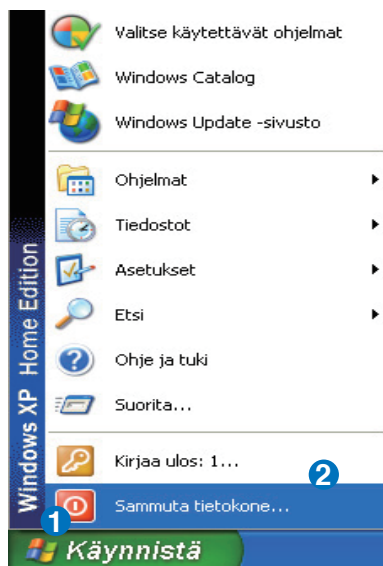 Valitse käytettävät ohjelmat
Windows Catalog
Windows Update -sivusto
Ohjelmat
Tiedostot
Asetukset
Etsi
Ohje ja tuki
Suorita...
Kirjaa ulos: 1...
2
Sammuta tietokone...
1
Käynnistä
Windows XP Home Edition